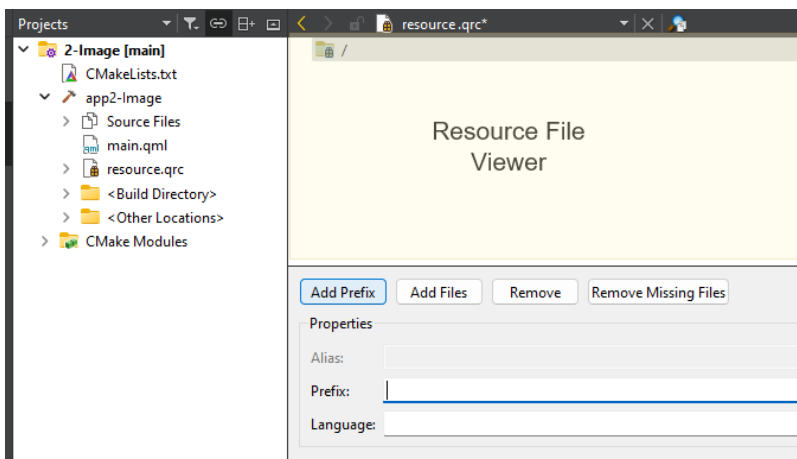 Projects
resource.qrc*
2-Image [main]
CMakeLists.txt
app2-Image
Source Files
main.qml
resource.qrc
<Build Directory>
<Other Locations>
CMake Modules
/
Resource File
Viewer
Add Prefix
Add Files
Remove
Remove Missing Files
Properties
Alias:
Prefix:
Language: